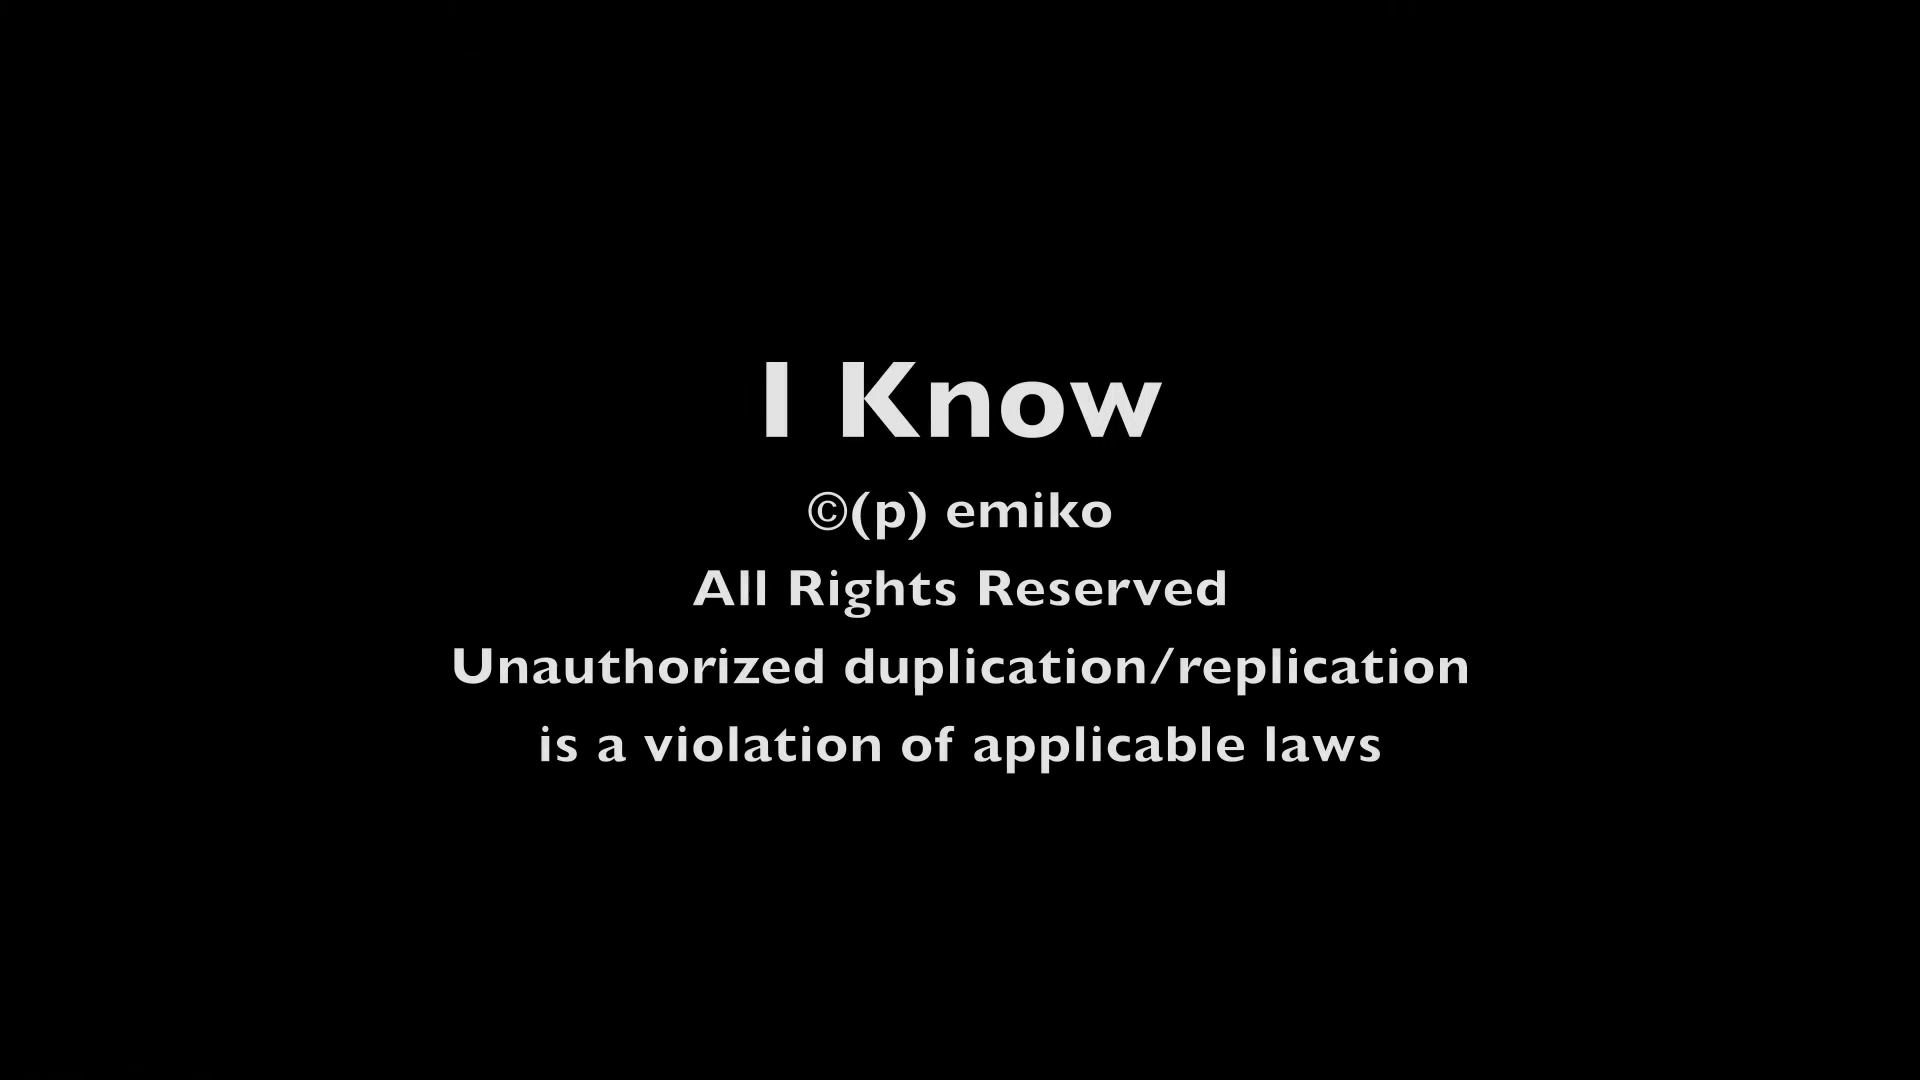 I Know
©(p) emiko
All Rights Reserved
Unauthorized duplication/replication
is a violation of applicable laws